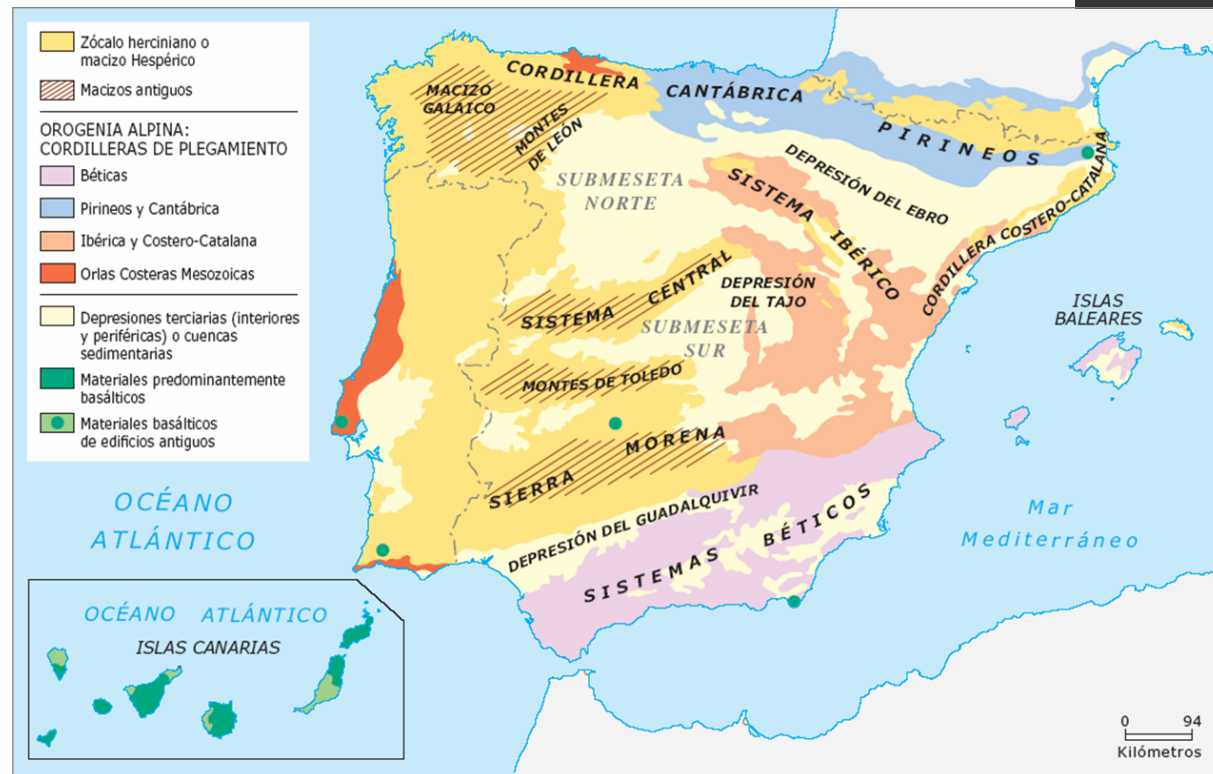 Zócalo herciniano o
macizo Hespérico
Macizos antiguos
OROGENIA ALPINA:
CORDILLERAS DE PLEGAMIENTO
Béticas
Pirineos y Cantábrica
Ibérica y Costero-Catalana
Orlas Costeras Mesozoicas
Depresiones terciarias (interiores
y periféricas) o cuencas
sedimentarias
Materiales predominantemente
basálticos
Materiales basálticos
de edificios antiguos
CORDILLERA CANTÁBRICA
MACIZO
GALAICO
MONTES
DE LEÓN
PIRINEOS
SUBMESETA
NORTE
DEPRESIÓN DEL EBRO
SISTEMA IBÉRICO
CORDILLERA COSTERO-CATALANA
SISTEMA CENTRAL
DEPRESIÓN
DEL TAJO
SUBMESETA
SUR
ISLAS
BALEARES
MONTES DE TOLEDO
SIERRA MORENA
DEPRESIÓN DEL GUADALQUIVIR
SISTEMAS BÉTICOS
OCÉANO
ATLÁNTICO
Mar
Mediterráneo
OCÉANO ATLÁNTICO
ISLAS CANARIAS
0 94
Kilómetros